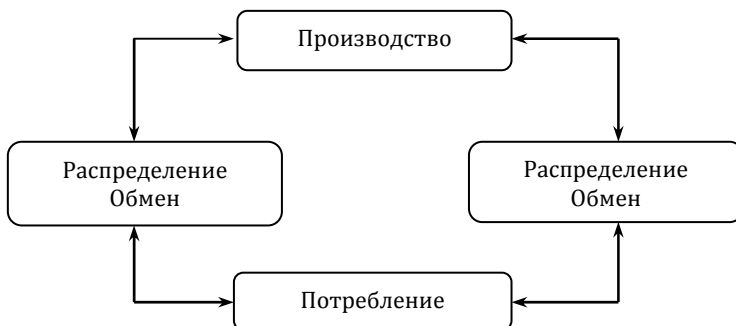 Производство
Распределение
Обмен
Распределение
Обмен
Потребление